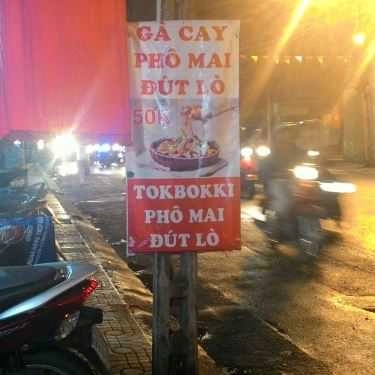 GÀ CAY
PHÔ MAI
ĐÚT LÒ
50K
TOKBOKKI
PHÔ MAI
ĐÚT LÒ